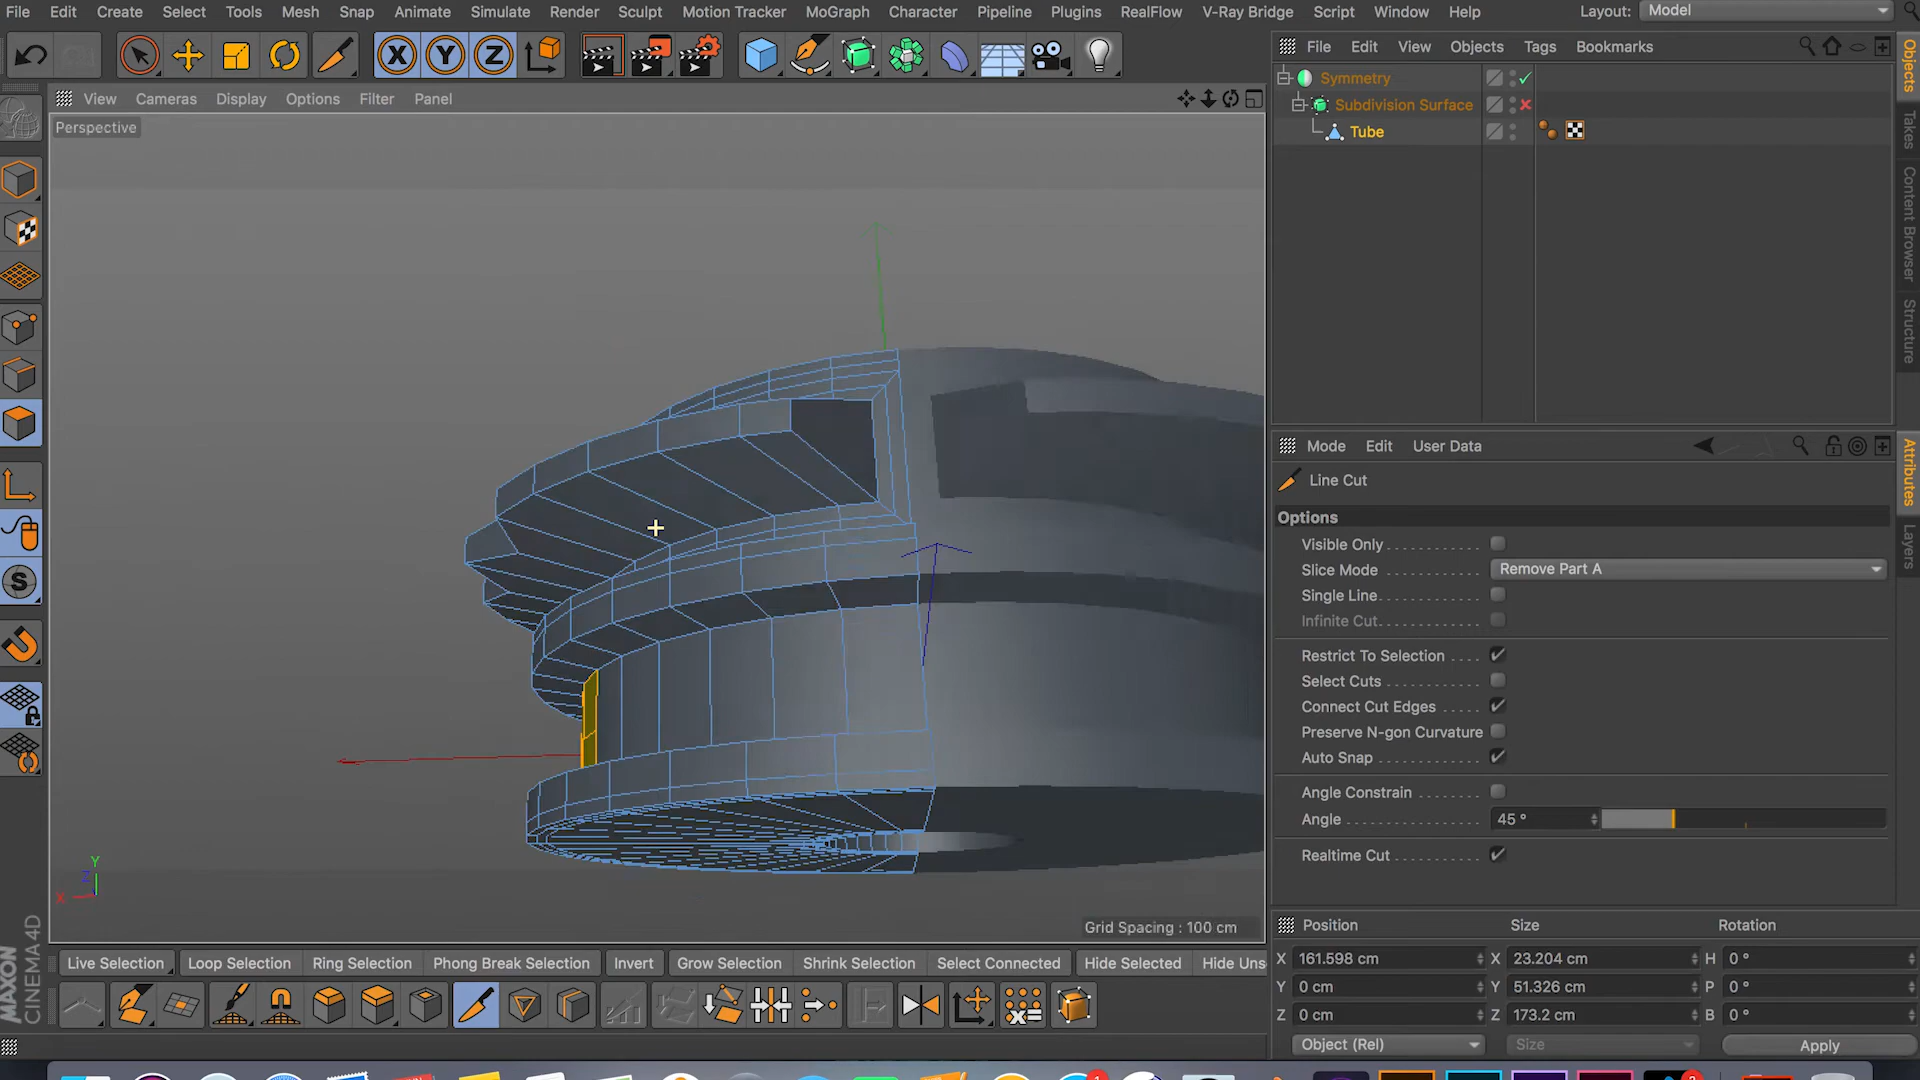 File Edit Create Select Tools Mesh Snap Animate Simulate Render Sculpt Motion Tracker MoGraph Character Pipeline Plugins RealFlow V-Ray Bridge Script Window Help Layout: Model
X Y Z
File Edit View Objects Tags Bookmarks
Symmetry
Subdivision Surface
Tube
View Cameras Display Options Filter Panel
Perspective
Grid Spacing : 100 cm
Y
Z
X
S
MAXON
CINEMA 4D
Objects
Takes
Content Browser
Structure
Mode Edit User Data
Line Cut
Options
Visible Only
Slice Mode Remove Part A
Single Line
Infinite Cut
Restrict To Selection
Select Cuts
Connect Cut Edges
Preserve N-gon Curvature
Auto Snap
Angle Constrain
Angle 45 °
Realtime Cut
Attributes
Layers
Position Size Rotation
X 161.598 cm X 23.204 cm H 0 °
Y 0 cm Y 51.326 cm P 0 °
Z 0 cm Z 173.2 cm B 0 °
Object (Rel) Size Apply
Live Selection Loop Selection Ring Selection Phong Break Selection Invert Grow Selection Shrink Selection Select Connected Hide Selected Hide Uns